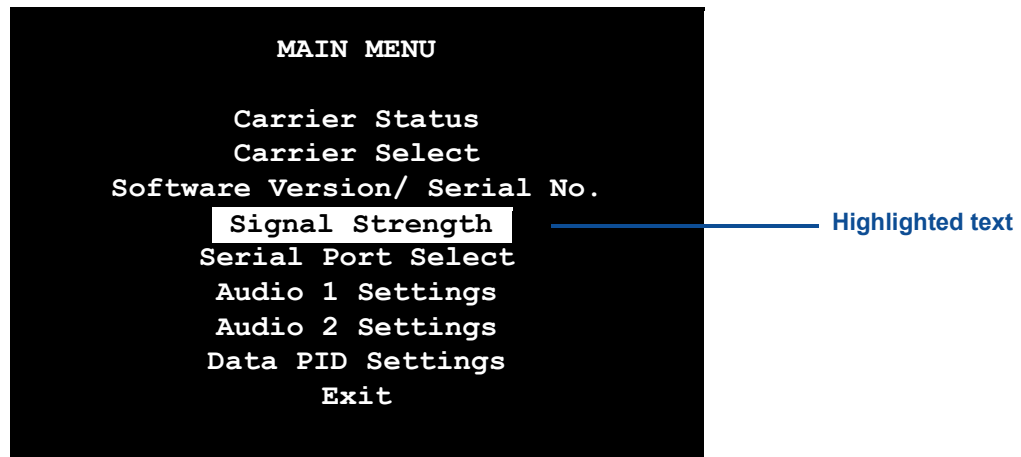 MAIN MENU
Carrier Status
Carrier Select
Software Version/ Serial No.
Signal Strength
Highlighted text
Serial Port Select
Audio 1 Settings
Audio 2 Settings
Data PID Settings
Exit